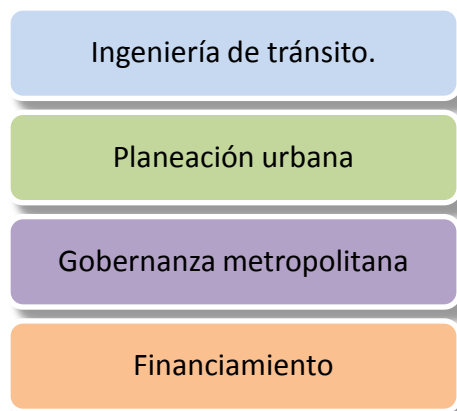 Ingeniería de tránsito.
Planeación urbana
Gobernanza metropolitana
Financiamiento